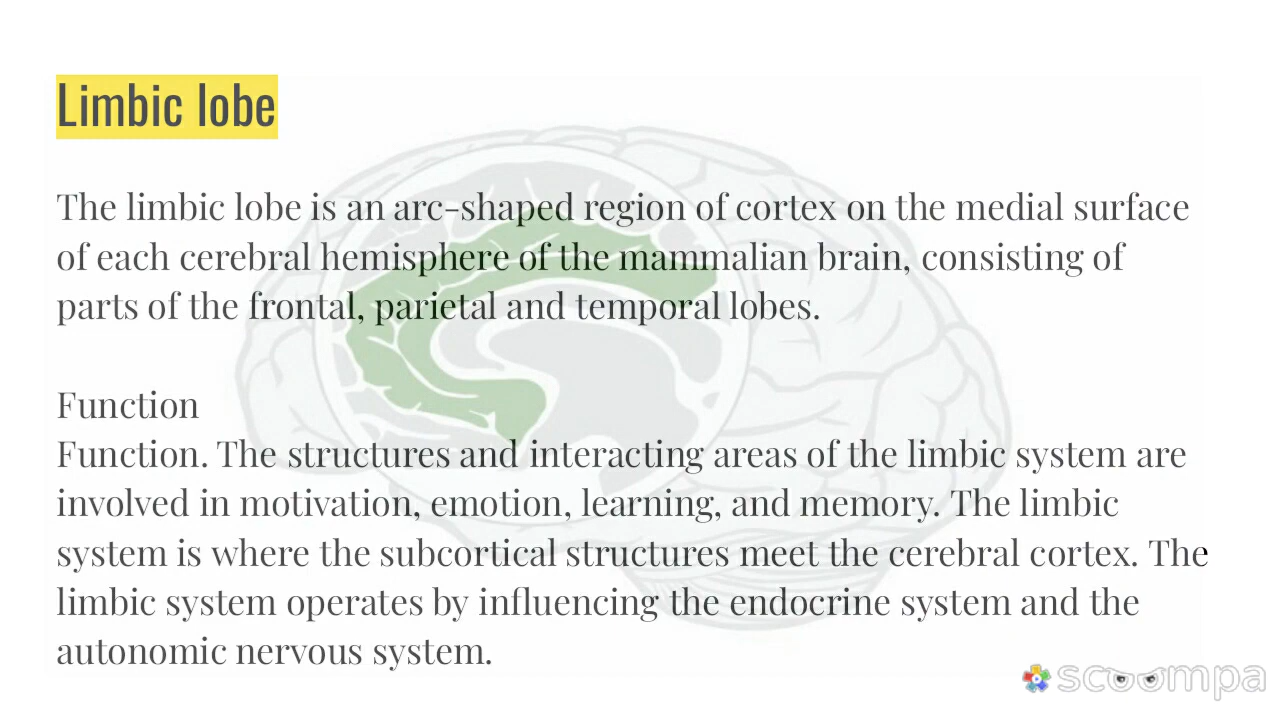 Limbic lobe
The limbic lobe is an arc-shaped region of cortex on the medial surface
of each cerebral hemisphere of the mammalian brain, consisting of
parts of the frontal, parietal and temporal lobes.
Function
Function. The structures and interacting areas of the limbic system are
involved in motivation, emotion, learning, and memory. The limbic
system is where the subcortical structures meet the cerebral cortex. The
limbic system operates by influencing the endocrine system and the
autonomic nervous system.
scoompa